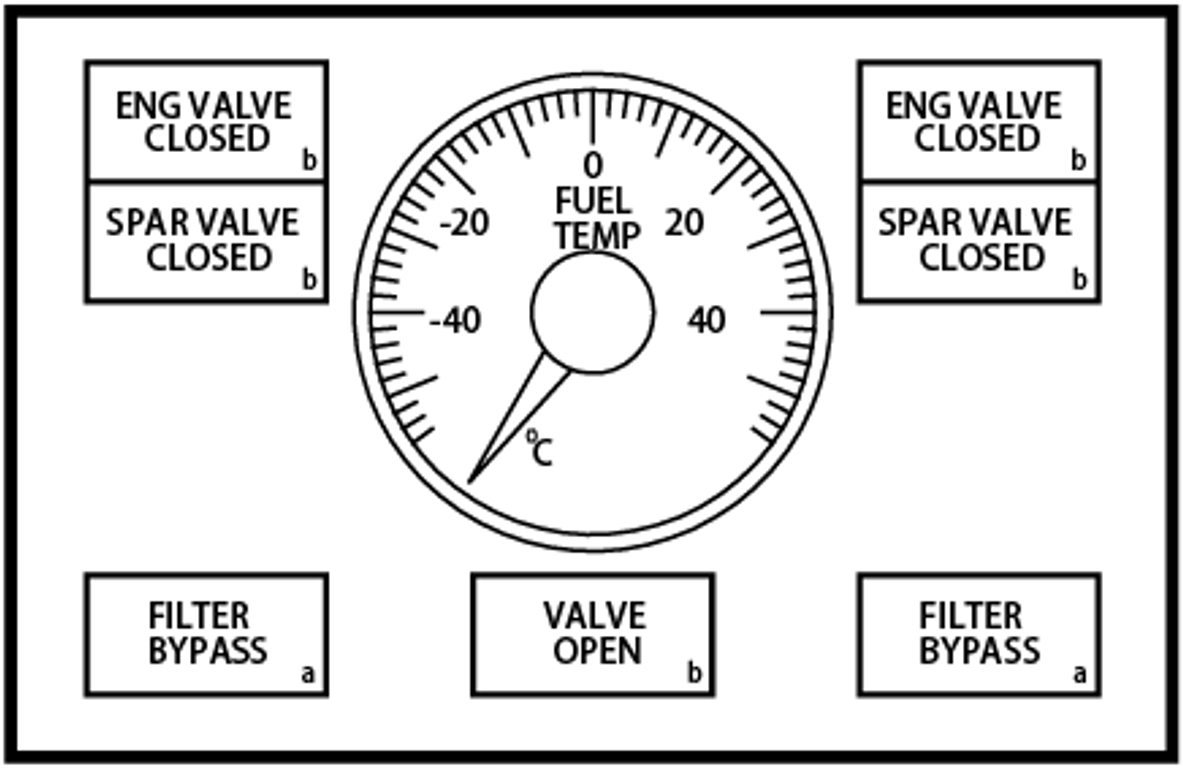 ENG VALVE
CLOSED
b
SPAR VALVE
CLOSED
b
0
FUEL
TEMP
-20
20
-40
40
°C
ENG VALVE
CLOSED
b
SPAR VALVE
CLOSED
b
FILTER
BYPASS
a
VALVE
OPEN
b
FILTER
BYPASS
a